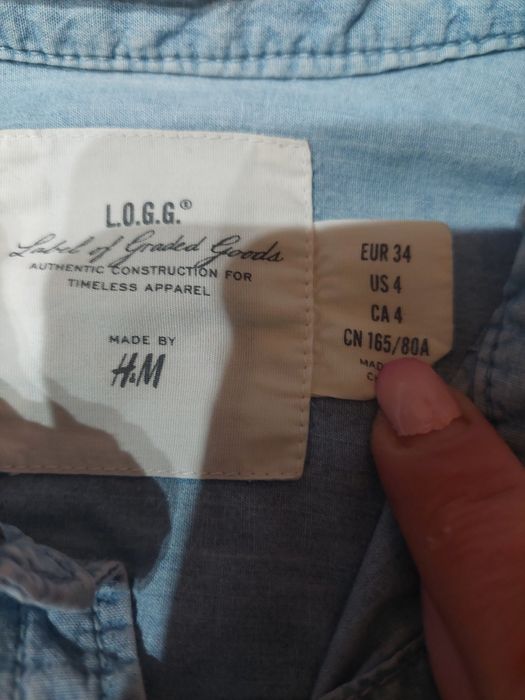 L.O.G.G.®
Label of Graded Goods
AUTHENTIC CONSTRUCTION FOR
TIMELESS APPAREL
MADE BY
H&M
EUR 34
US 4
CA 4
CN 165/80A